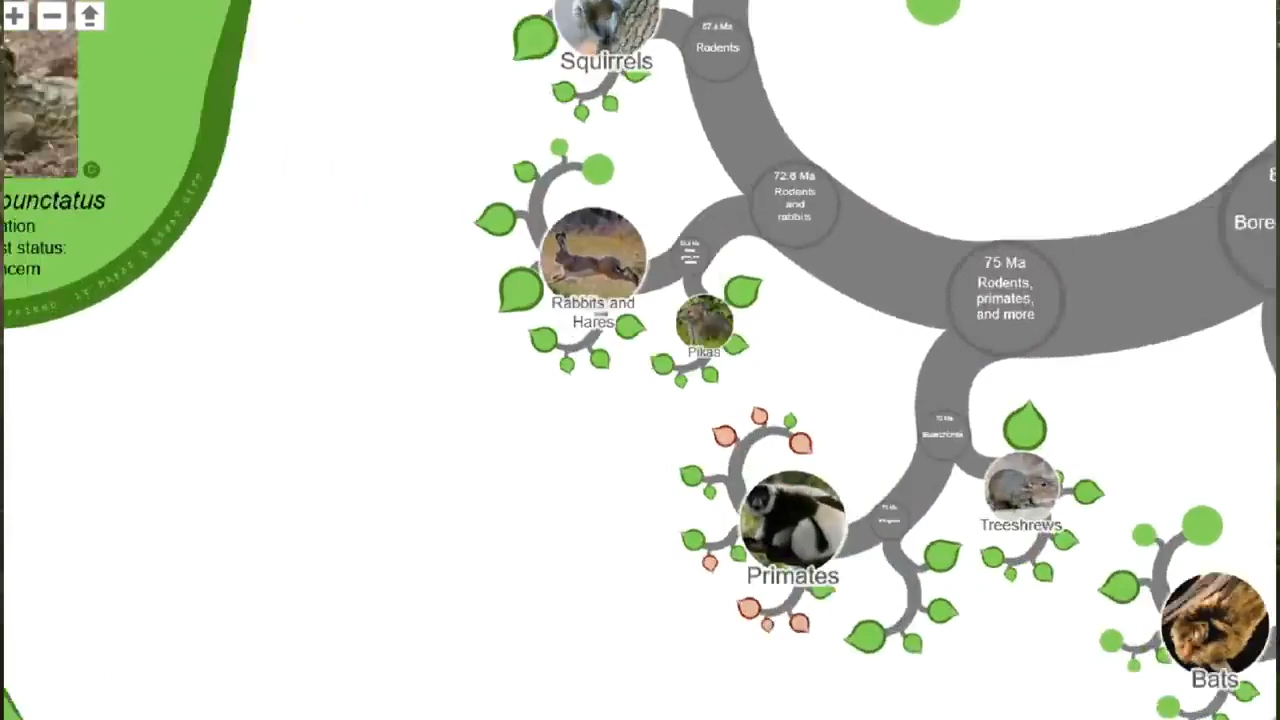 67.4 Ma
Rodents
Squirrels
72.6 Ma
Rodents
and
rabbits
Rabbits and
Hares
Pikas
75 Ma
Rodents,
primates,
and more
Bore
Primates
Treeshrews
Bats
©
punctatus
tion
st status:
ncern